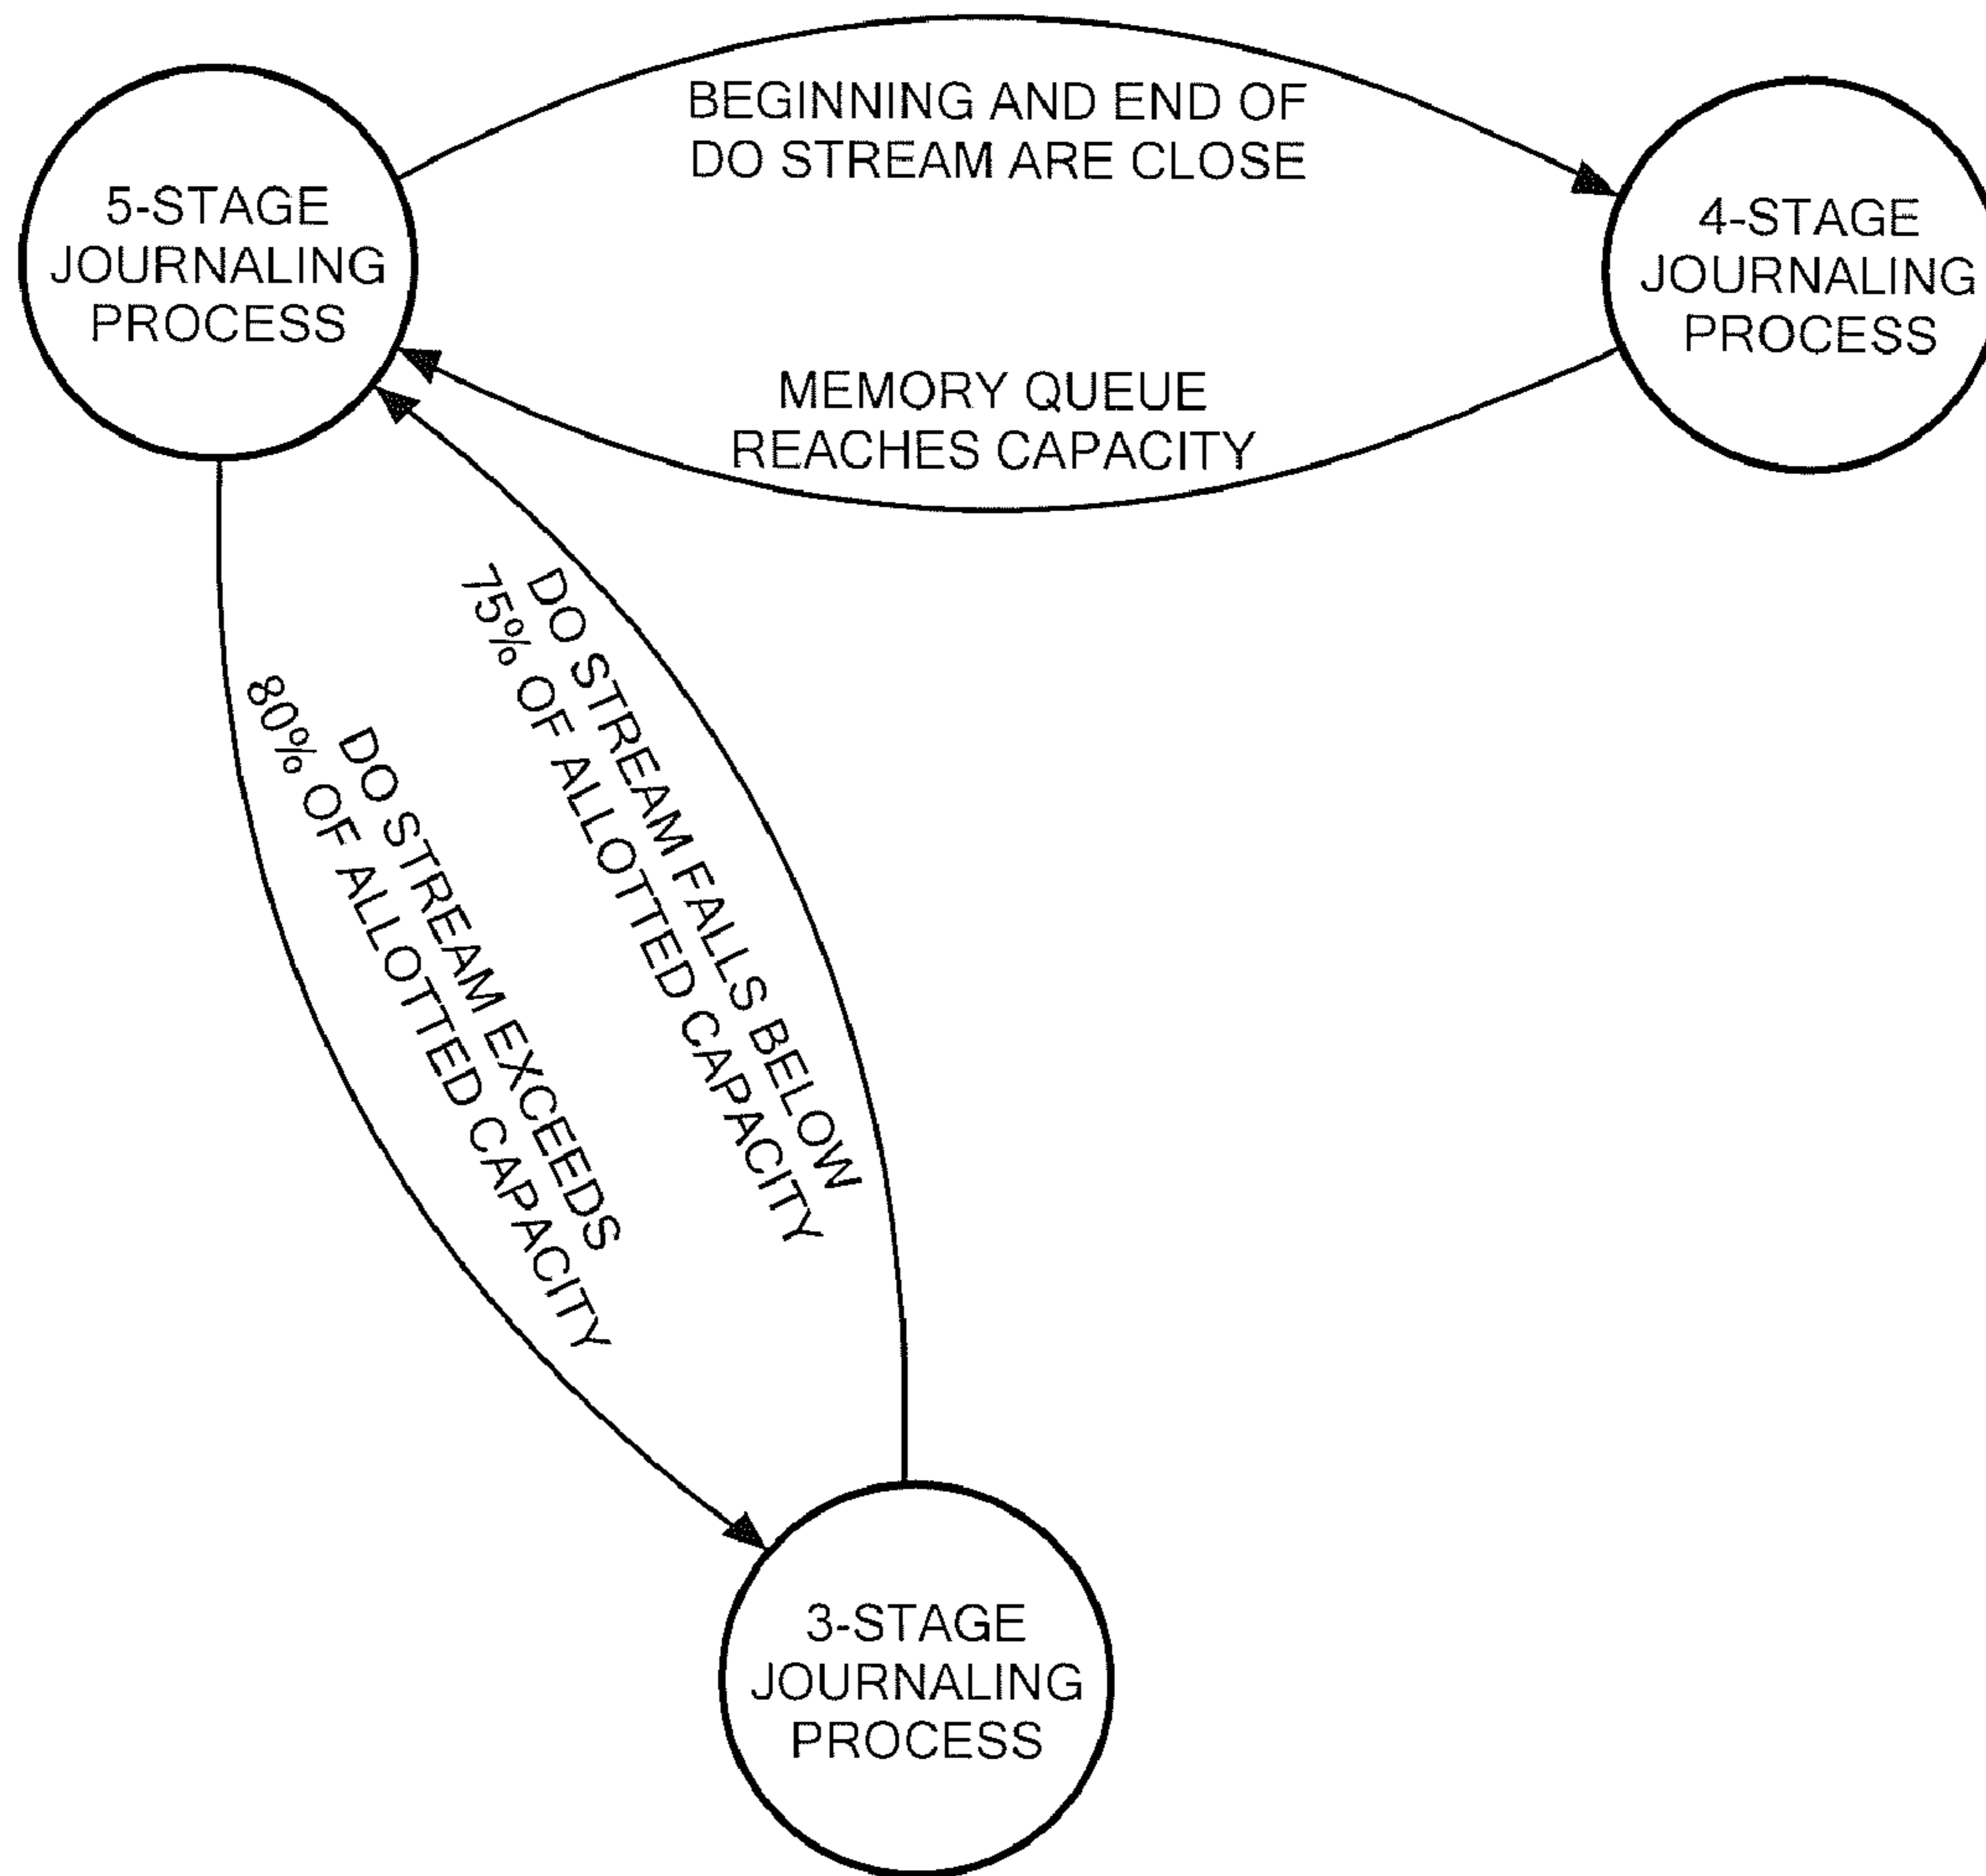 BEGINNING AND END OF
DO STREAM ARE CLOSE
5-STAGE
JOURNALING
PROCESS
4-STAGE
JOURNALING
PROCESS
MEMORY QUEUE
REACHES CAPACITY
DO STREAM FALLS BELOW
75% OF ALLOTTED CAPACITY
DO STREAM EXCEEDS
80% OF ALLOTTED CAPACITY
3-STAGE
JOURNALING
PROCESS